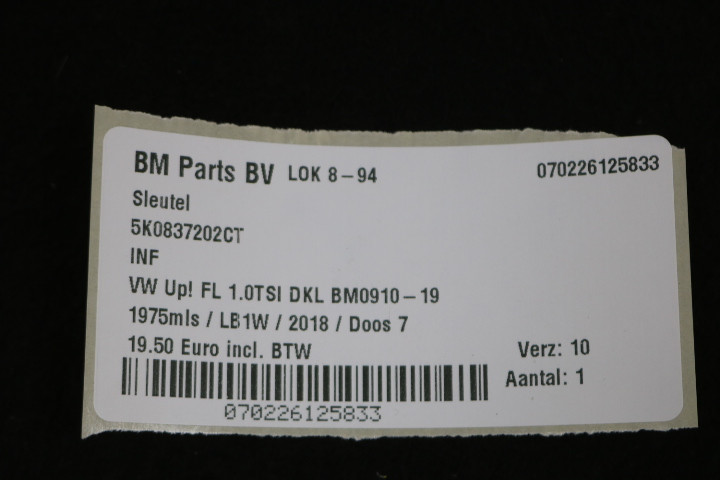 BM Parts BV LOK 8-94 070226125833
Sleutel
5K0837202CT
INF
VW Up! FL 1.0TSI DKL BM0910-19
1975mls / LB1W / 2018 / Doos 7
19.50 Euro incl. BTW Verz: 10
Aantal: 1
070226125833